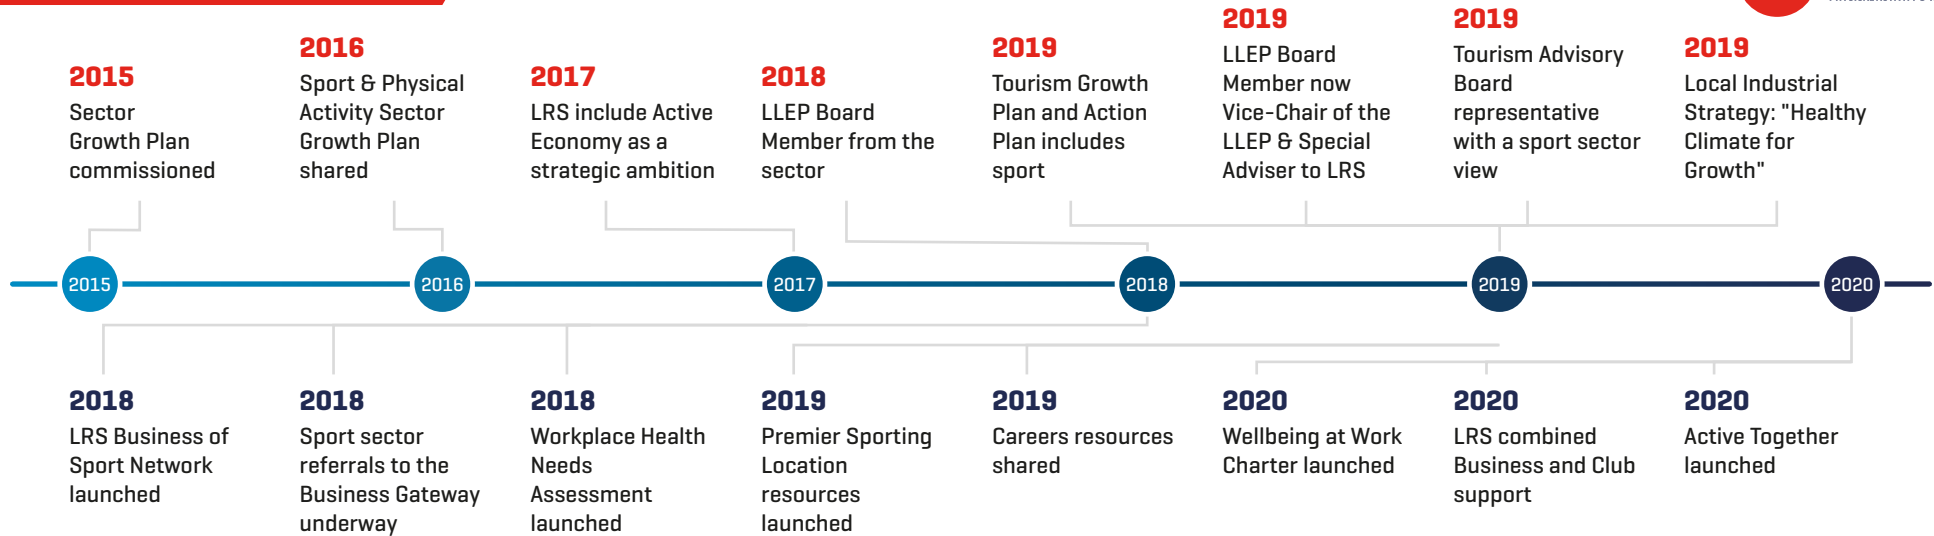 2015
Sector
Growth Plan
commissioned
2016
Sport & Physical
Activity Sector
Growth Plan
shared
2017
LRS include Active
Economy as a
strategic ambition
2018
LLEP Board
Member from the
sector
2019
Tourism Growth
Plan and Action
Plan includes
sport
2019
LLEP Board
Member now
Vice-Chair of the
LLEP & Special
Adviser to LRS
2019
Tourism Advisory
Board
representative
with a sport sector
view
2019
Local Industrial
Strategy: "Healthy
Climate for
Growth"
2015
2016
2017
2018
2019
2020
2018
LRS Business of
Sport Network
launched
2018
Sport sector
referrals to the
Business Gateway
underway
2018
Workplace Health
Needs
Assessment
launched
2019
Premier Sporting
Location
resources
launched
2019
Careers resources
shared
2020
Wellbeing at Work
Charter launched
2020
LRS combined
Business and Club
support
2020
Active Together
launched